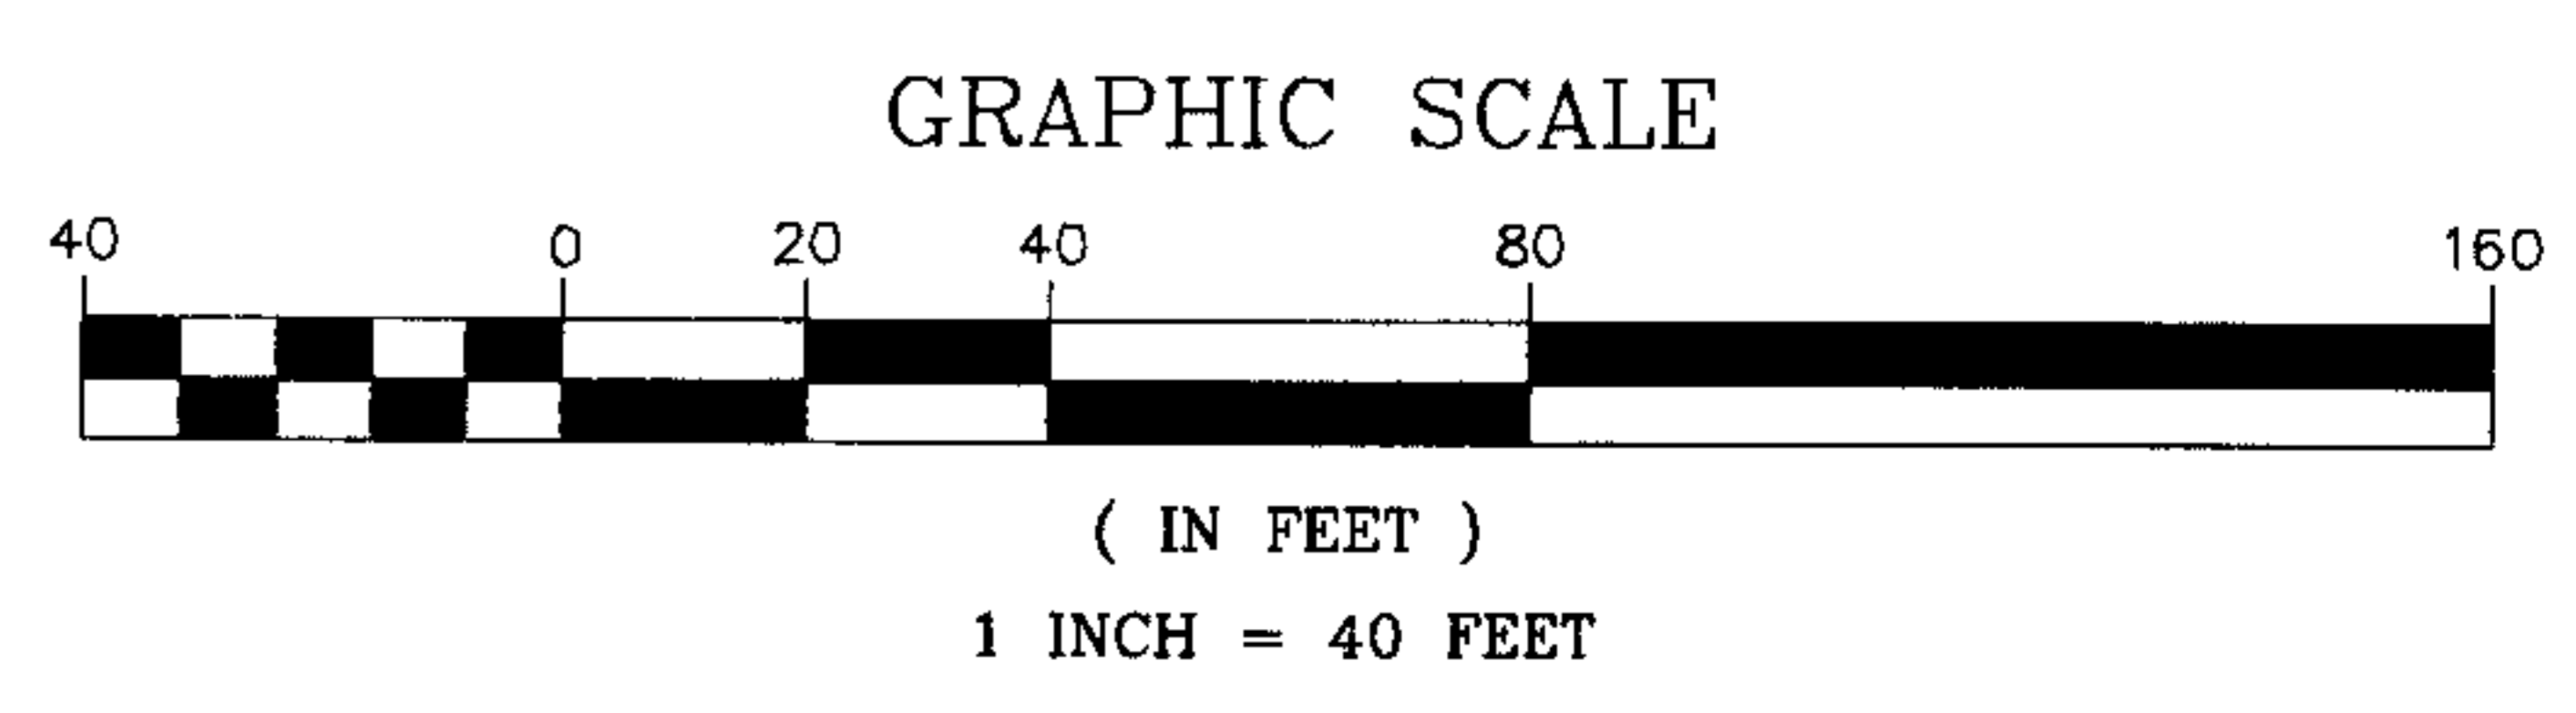 GRAPHIC SCALE
40 0 20 40 80 160
( IN FEET )
1 INCH = 40 FEET